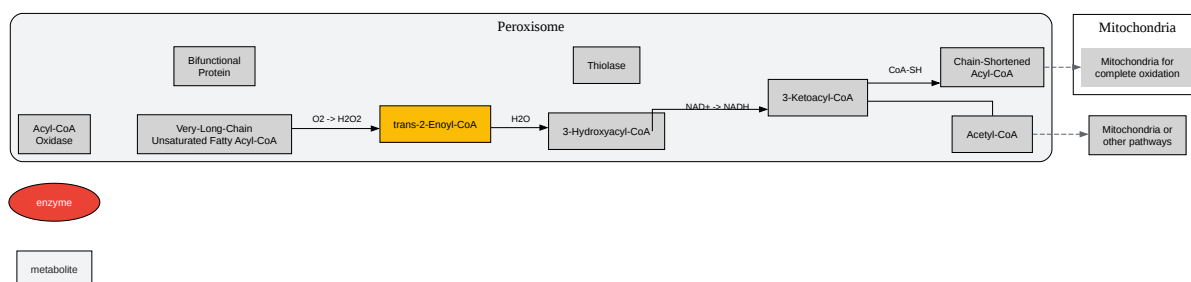 Peroxisome
Mitochondria
Bifunctional
Protein
Thiolase
Chain-Shortened
Acyl-CoA
CoA-SH
Mitochondria for
complete oxidation
3-Ketoacyl-CoA
NAD+ -> NADH
Acyl-CoA
Oxidase
Very-Long-Chain
Unsaturated Fatty Acyl-CoA
O2 -> H2O2
trans-2-Enoyl-CoA
H2O
3-Hydroxyacyl-CoA
Acetyl-CoA
Mitochondria or
other pathways
enzyme
metabolite